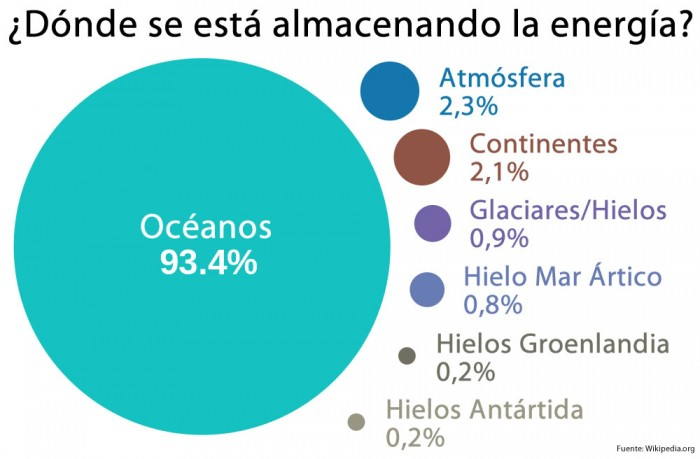 ¿Dónde se está almacenando la energía?
Océanos
93.4%
Atmósfera
2,3%
Continentes
2,1%
Glaciares/Hielos
0,9%
Hielo Mar Ártico
0,8%
Hielos Groenlandia
0,2%
Hielos Antártida
0,2%
Fuente: Wikipedia.org